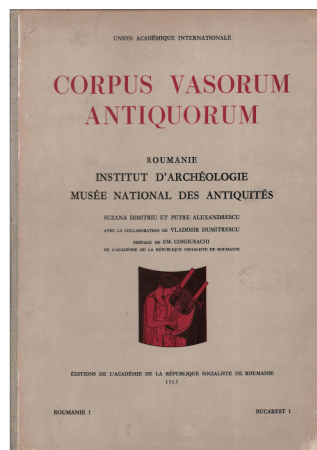 UNION ACADÉMIQUE INTERNATIONALE
CORPUS VASORUM
ANTIQUORUM
ROUMANIE
INSTITUT D'ARCHÉOLOGIE
MUSÉE NATIONAL DES ANTIQUITÉS
SUZANA DIMITRIU ET PETRE ALEXANDRESCU
AVEC LA COLLABORATION DE VLADIMIR DUMITRESCU
PRÉFACE DE EM. CONDURACHI
DE L'ACADÉMIE DE LA RÉPUBLIQUE SOCIALISTE DE ROUMANIE
ÉDITIONS DE L'ACADÉMIE DE LA RÉPUBLIQUE SOCIALISTE DE ROUMANIE
ROUMANIE 1
BUCAREST 1